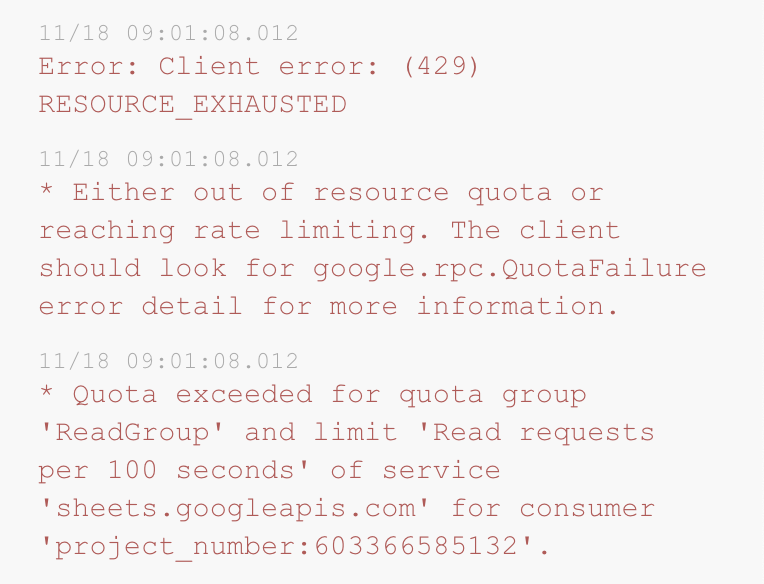 11/18 09:01:08.012
Error: Client error: (429)
RESOURCE_EXHAUSTED
11/18 09:01:08.012
* Either out of resource quota or
reaching rate limiting. The client
should look for google.rpc.QuotaFailure
error detail for more information.
11/18 09:01:08.012
* Quota exceeded for quota group
'ReadGroup' and limit 'Read requests
per 100 seconds' of service
'sheets.googleapis.com' for consumer
'project_number:603366585132'.